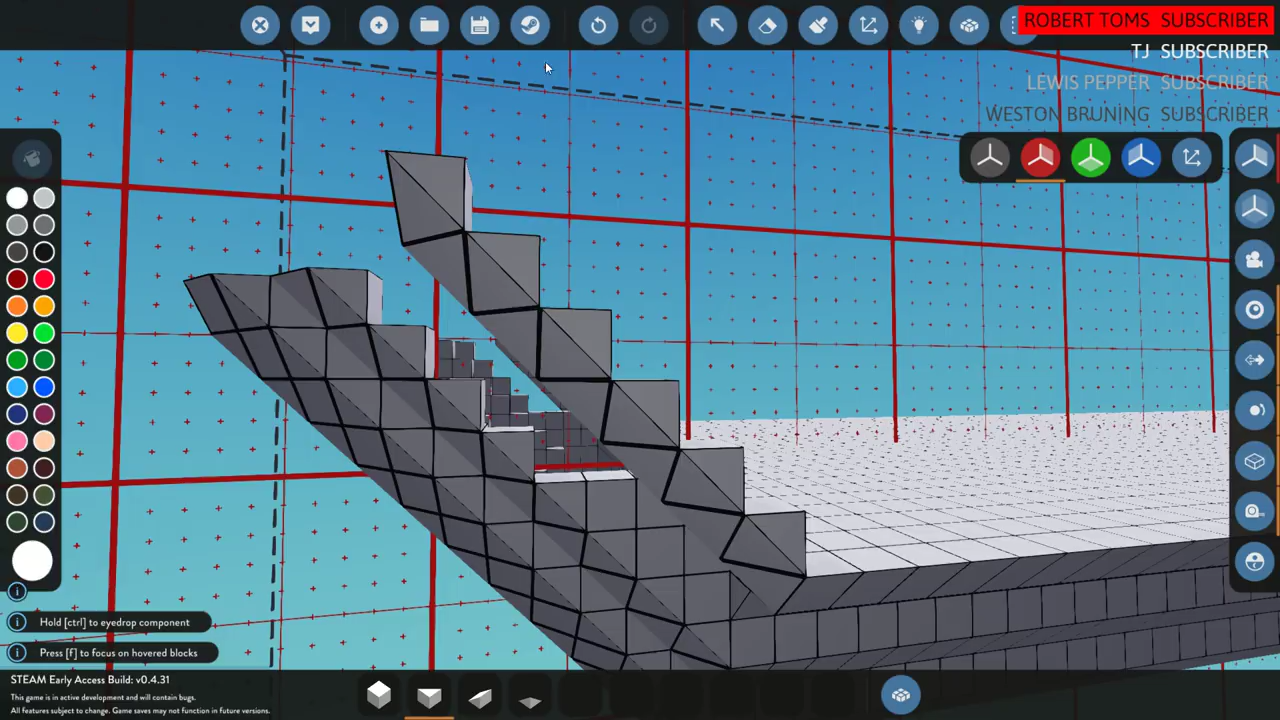 ROBERT TOMS SUBSCRIBER
TJ SUBSCRIBER
LEWIS PEPPER SUBSCRIBER
WESTON BRUNING SUBSCRIBER
Hold [ctrl] to eyedrop component
Press [f] to focus on hovered blocks
STEAM Early Access Build: v0.4.31
This game is in active development and will contain bugs.
All features subject to change. Game saves may not function in future versions.